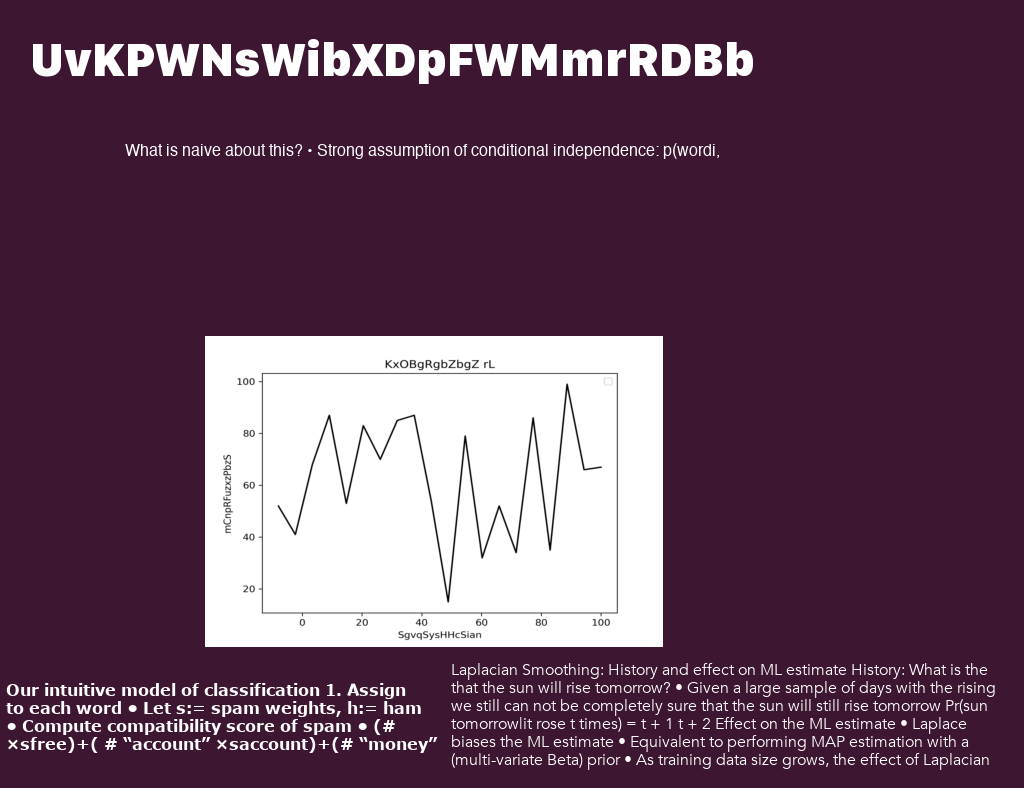 UvKPWNsWibXDpFWMmrRDBb
What is naive about this? • Strong assumption of conditional independence: p(wordi,
KxOBgRgbZbgZ rL
mCnpRFuzxzPbzS
100
80
60
40
20
0 20 40 60 80 100
SgvqSysHHcSian
Our intuitive model of classification 1. Assign
to each word • Let s:= spam weights, h:= ham
• Compute compatibility score of spam • (#
×sfree)+( # “account” ×saccount)+(# “money”
Laplacian Smoothing: History and effect on ML estimate History: What is the
that the sun will rise tomorrow? • Given a large sample of days with the rising
we still can not be completely sure that the sun will still rise tomorrow Pr(sun
tomorrowlit rose t times) = t + 1 t + 2 Effect on the ML estimate • Laplace
biases the ML estimate • Equivalent to performing MAP estimation with a
(multi-variate Beta) prior • As training data size grows, the effect of Laplacian